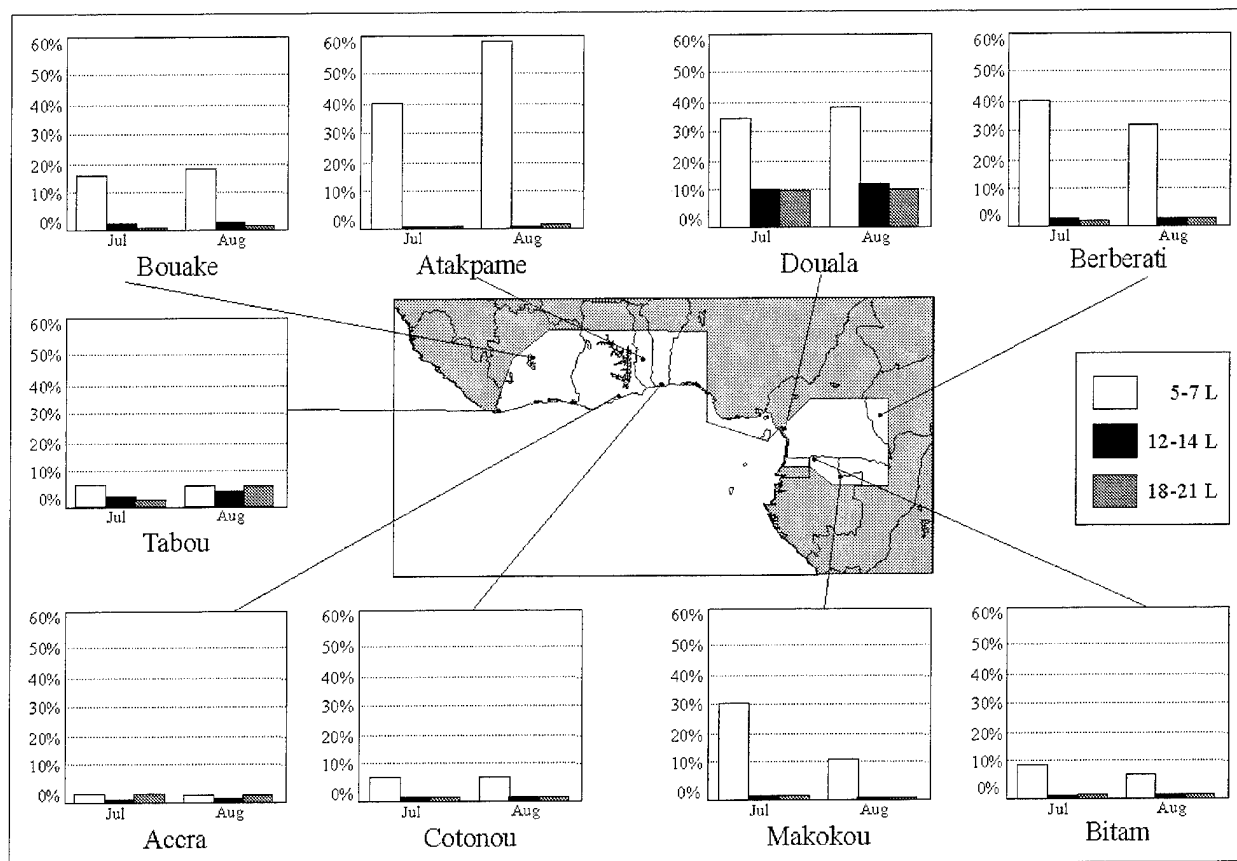 60%
50%
40%
30%
20%
10%
0%
Jul
Aug
Bouake
60%
50%
40%
30%
20%
10%
0%
Jul
Aug
Atakpame
60%
50%
40%
30%
20%
10%
0%
Jul
Aug
Douala
60%
50%
40%
30%
20%
10%
0%
Jul
Aug
Berberati
60%
50%
40%
30%
20%
10%
0%
Jul
Aug
Tabou
5-7 L
12-14 L
18-21 L
60%
50%
40%
30%
20%
10%
0%
Jul
Aug
Accra
60%
50%
40%
30%
20%
10%
0%
Jul
Aug
Cotonou
60%
50%
40%
30%
20%
10%
0%
Jul
Aug
Makokou
60%
50%
40%
30%
20%
10%
0%
Jul
Aug
Bitam